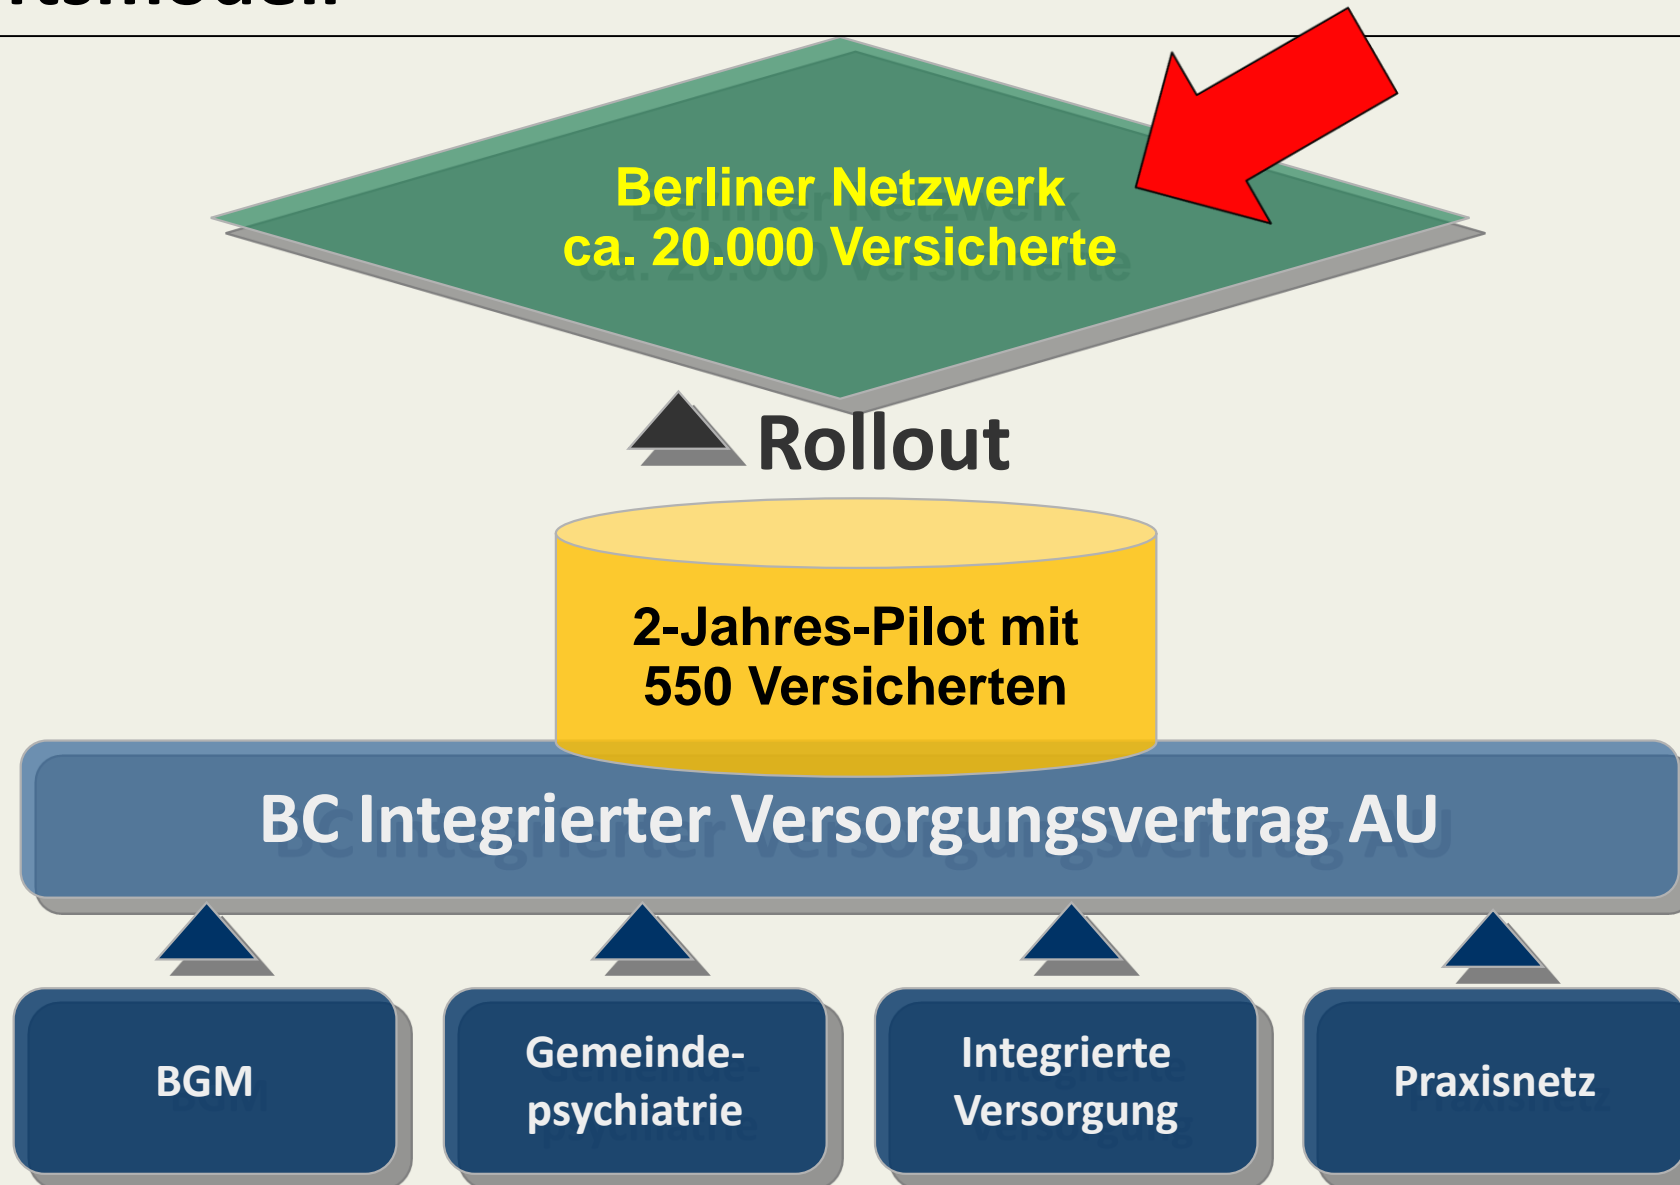 Berliner Netzwerk
ca. 20.000 Versicherte
Rollout
2-Jahres-Pilot mit
550 Versicherten
BC Integrierter Versorgungsvertrag AU
BGM
Gemeinde-
psychiatrie
Integrierte
Versorgung
Praxisnetz